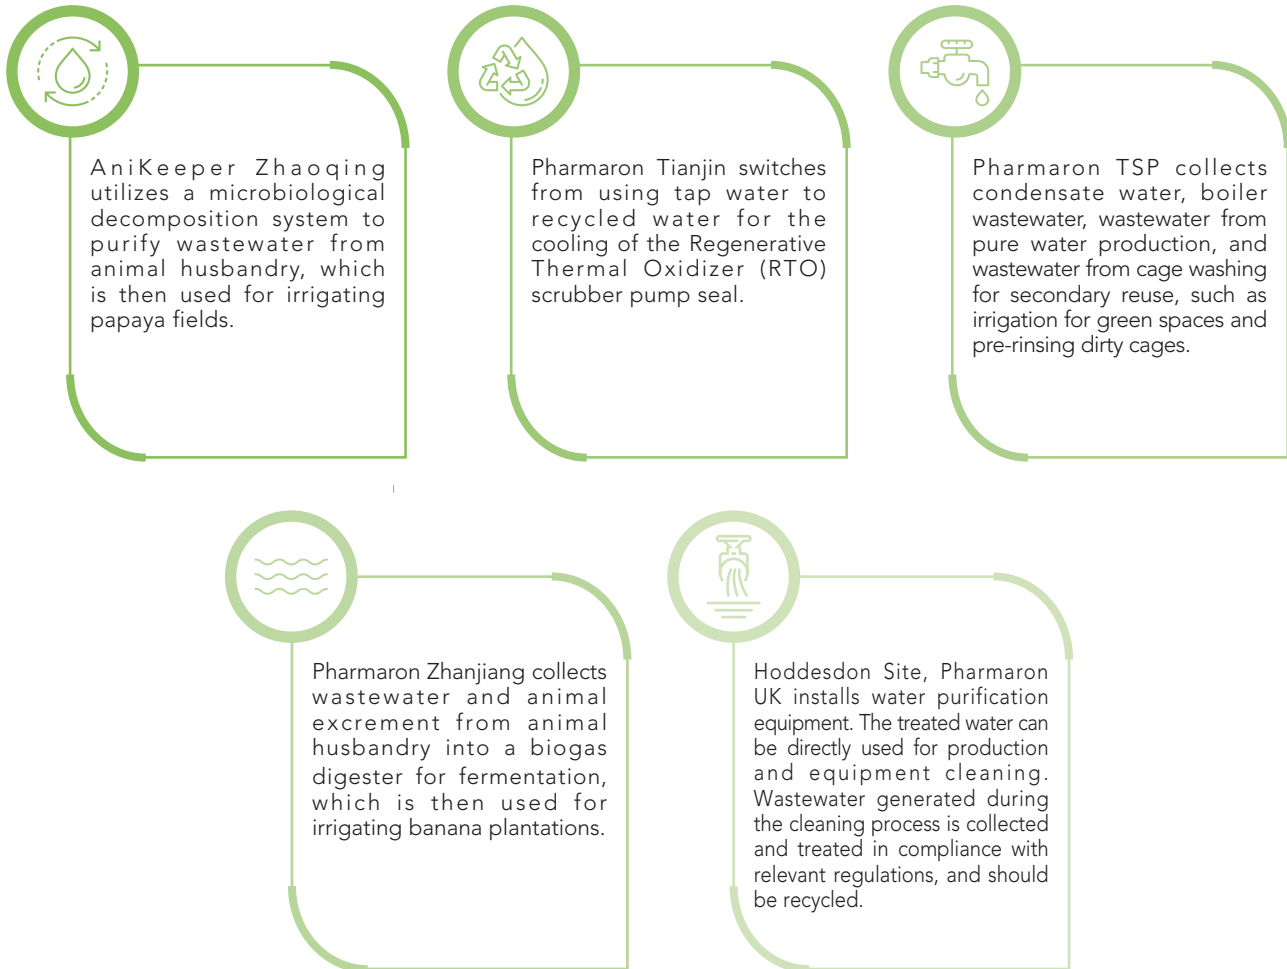 AniKeeper Zhaoqing
utilizes a microbiological
decomposition system to
purify wastewater from
animal husbandry, which
is then used for irrigating
papaya fields.
Pharmaron Tianjin switches
from using tap water to
recycled water for the
cooling of the Regenerative
Thermal Oxidizer (RTO)
scrubber pump seal.
Pharmaron TSP collects
condensate water, boiler
wastewater, wastewater from
pure water production, and
wastewater from cage washing
for secondary reuse, such as
irrigation for green spaces and
pre-rinsing dirty cages.
Pharmaron Zhanjiang collects
wastewater and animal
excrement from animal
husbandry into a biogas
digester for fermentation,
which is then used for
irrigating banana plantations.
Hoddesdon Site, Pharmaron
UK installs water purification
equipment. The treated water can
be directly used for production
and equipment cleaning.
Wastewater generated during
the cleaning process is collected
and treated in compliance with
relevant regulations, and should
be recycled.